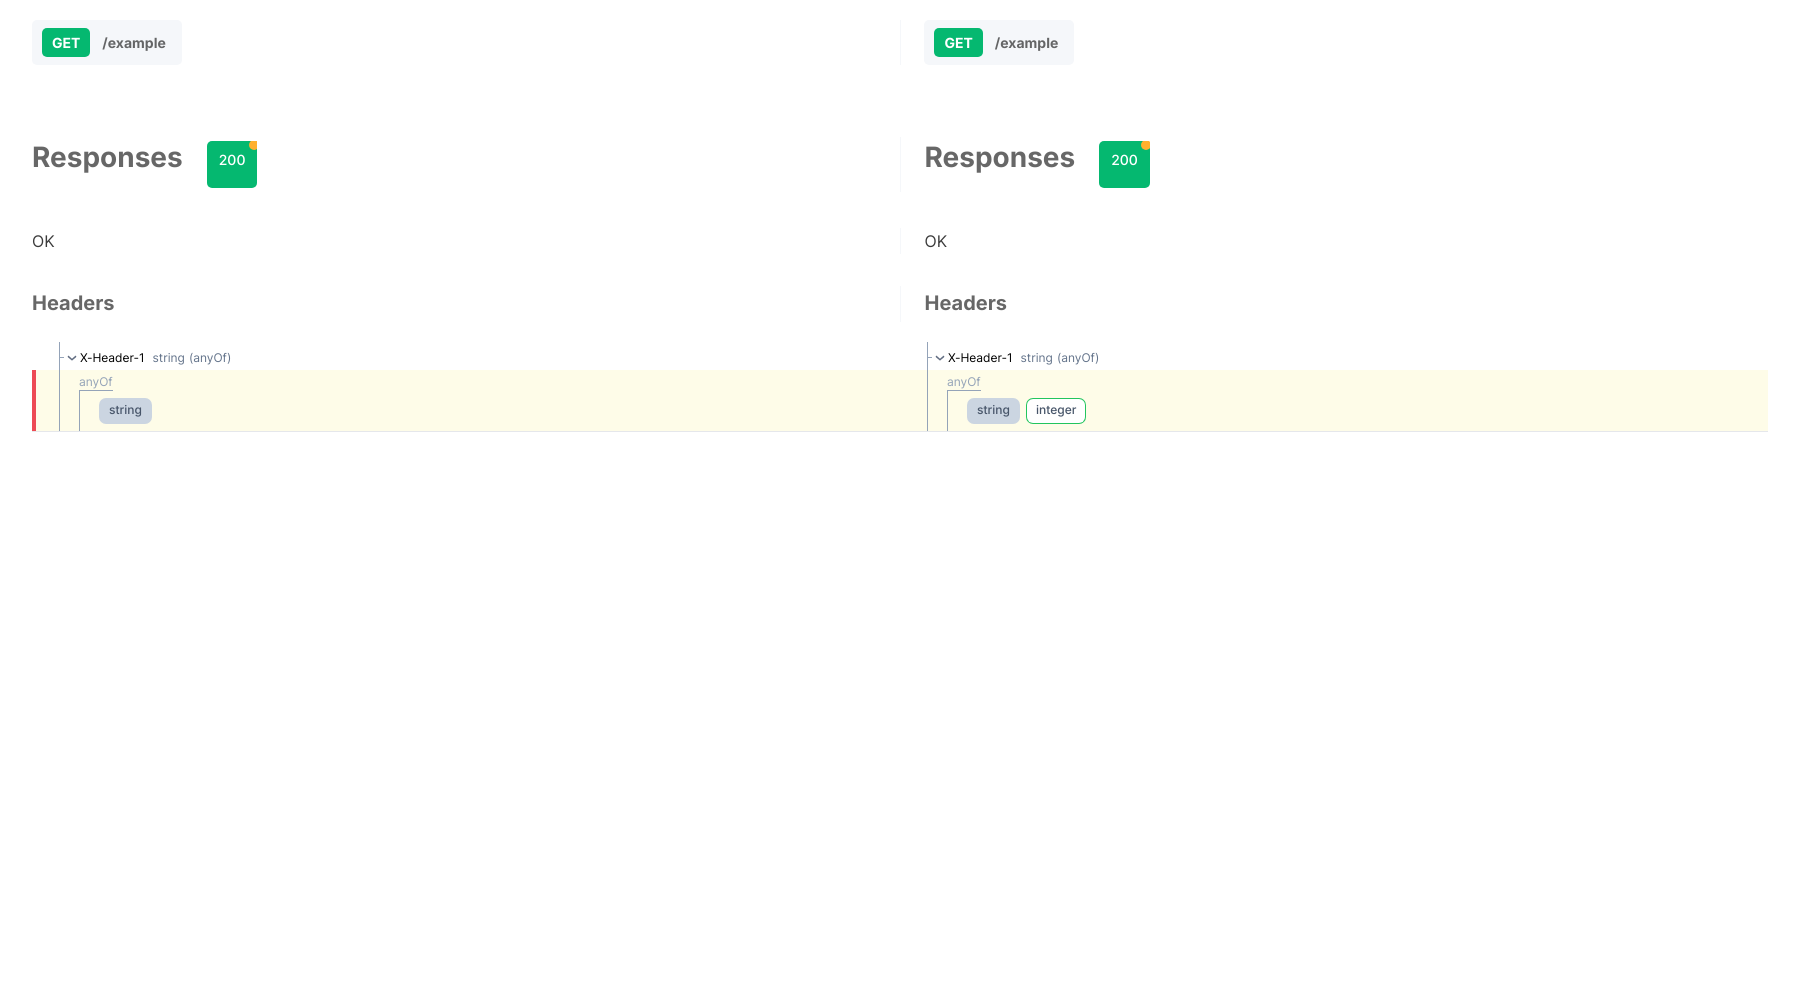 GET /example GET /example
Responses 200 Responses 200
OK OK
Headers Headers
X-Header-1 string (anyOf) X-Header-1 string (anyOf)
anyOf anyOf
string string integer